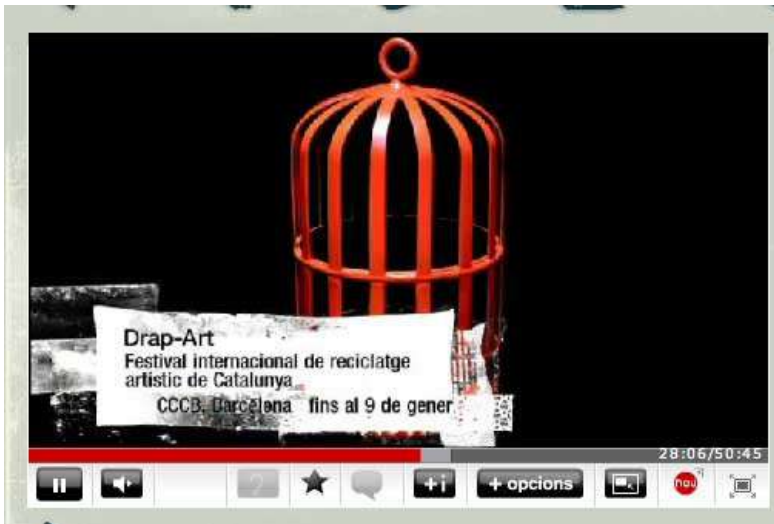 Drap-Art
Festival internacional de reciclatge
artístic de Catalunya
CCCB, Barcelona fins al 9 de gener
28:06/50:45
?
+i
+ opcions
nou